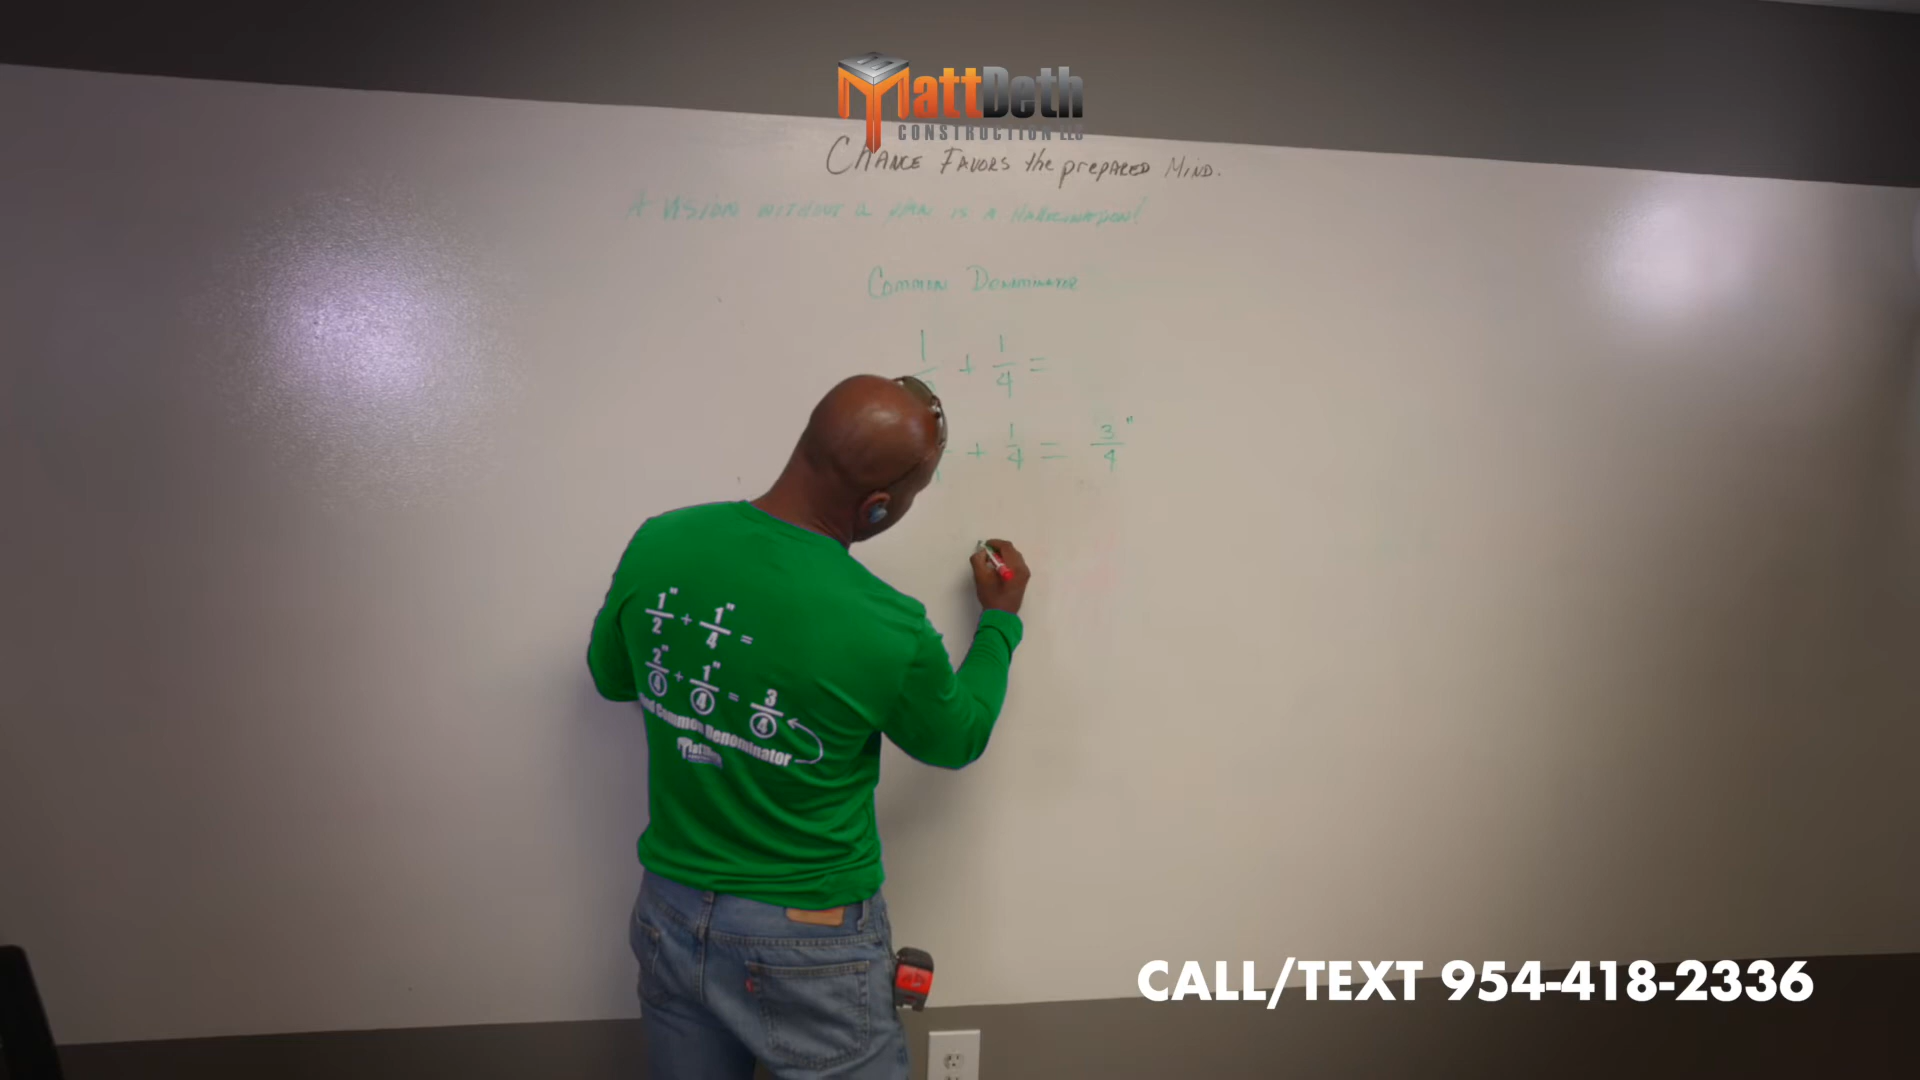 MattDeth
CONSTRUCTION LLC
Chance Favors the prepared Mind.
A Vision without a plan is a Hallucination!
Common Denominator
1 + 1/4 =
+ 1/4 = 3/4"
1/2" + 1/4" =
2/4" + 1/4" = 3/4
Common Denominator
CALL/TEXT 954-418-2336